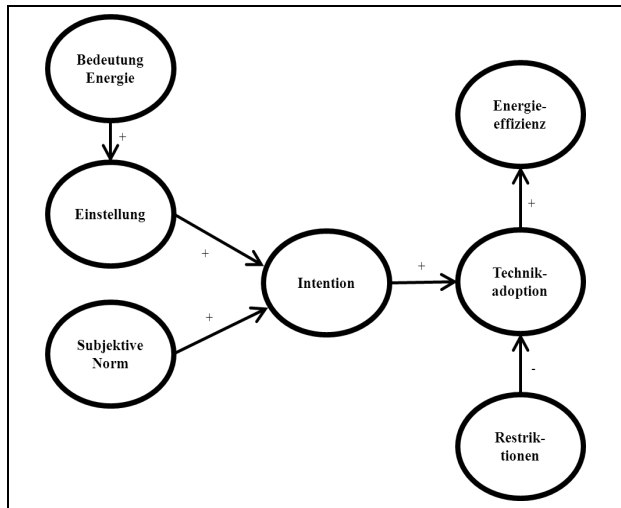 Bedeutung
Energie
+
Einstellung
+
Subjektive
Norm
+
Intention
+
Energie-
effizienz
+
Technik-
adoption
-
Restrik-
tionen